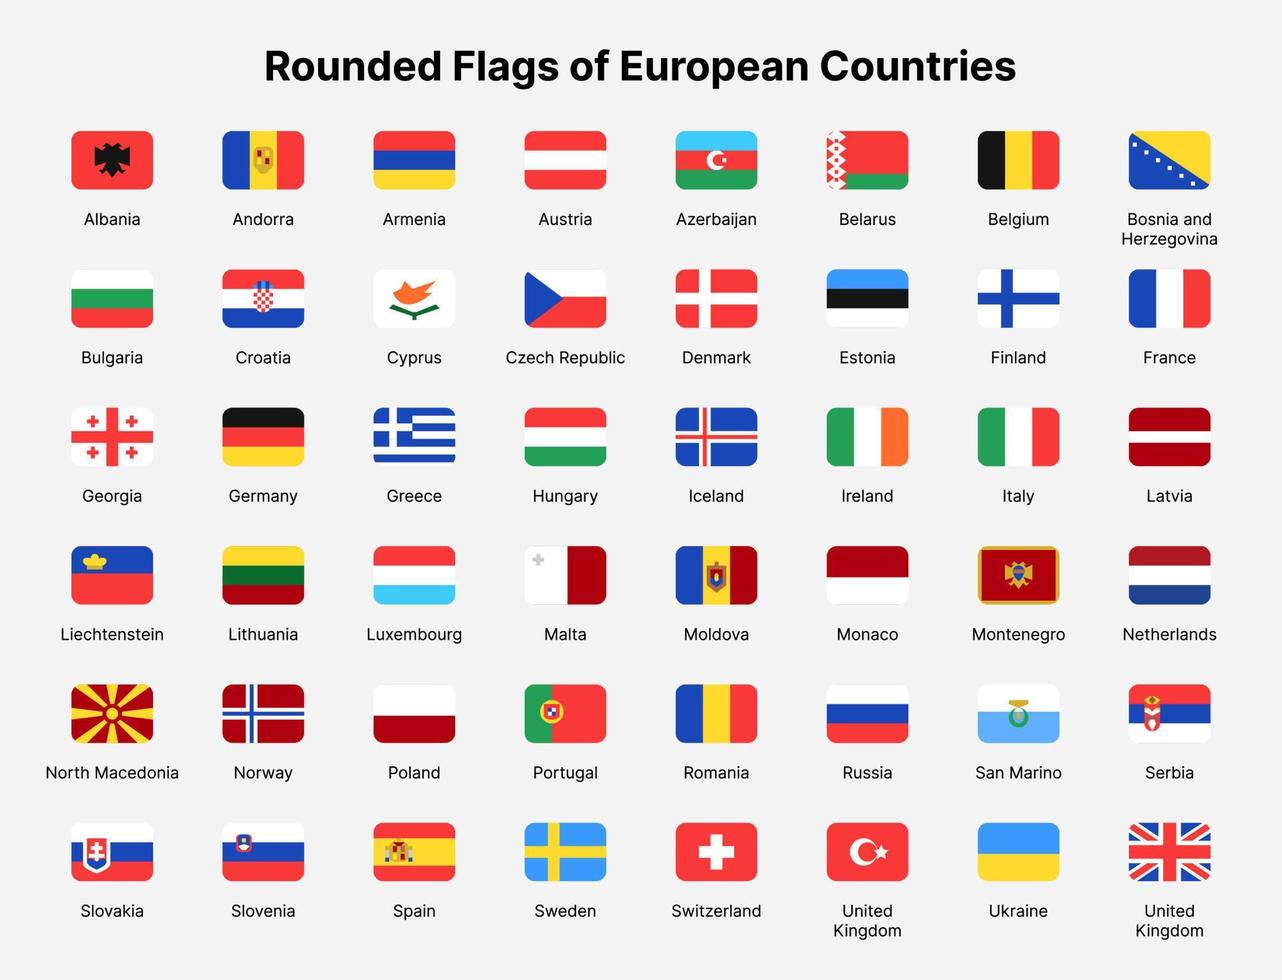 Rounded Flags of European Countries
Albania
Andorra
Armenia
Austria
Azerbaijan
Belarus
Belgium
Bosnia and
Herzegovina
Bulgaria
Croatia
Cyprus
Czech Republic
Denmark
Estonia
Finland
France
Georgia
Germany
Greece
Hungary
Iceland
Ireland
Italy
Latvia
Liechtenstein
Lithuania
Luxembourg
Malta
Moldova
Monaco
Montenegro
Netherlands
North Macedonia
Norway
Poland
Portugal
Romania
Russia
San Marino
Serbia
Slovakia
Slovenia
Spain
Sweden
Switzerland
United
Kingdom
Ukraine
United
Kingdom